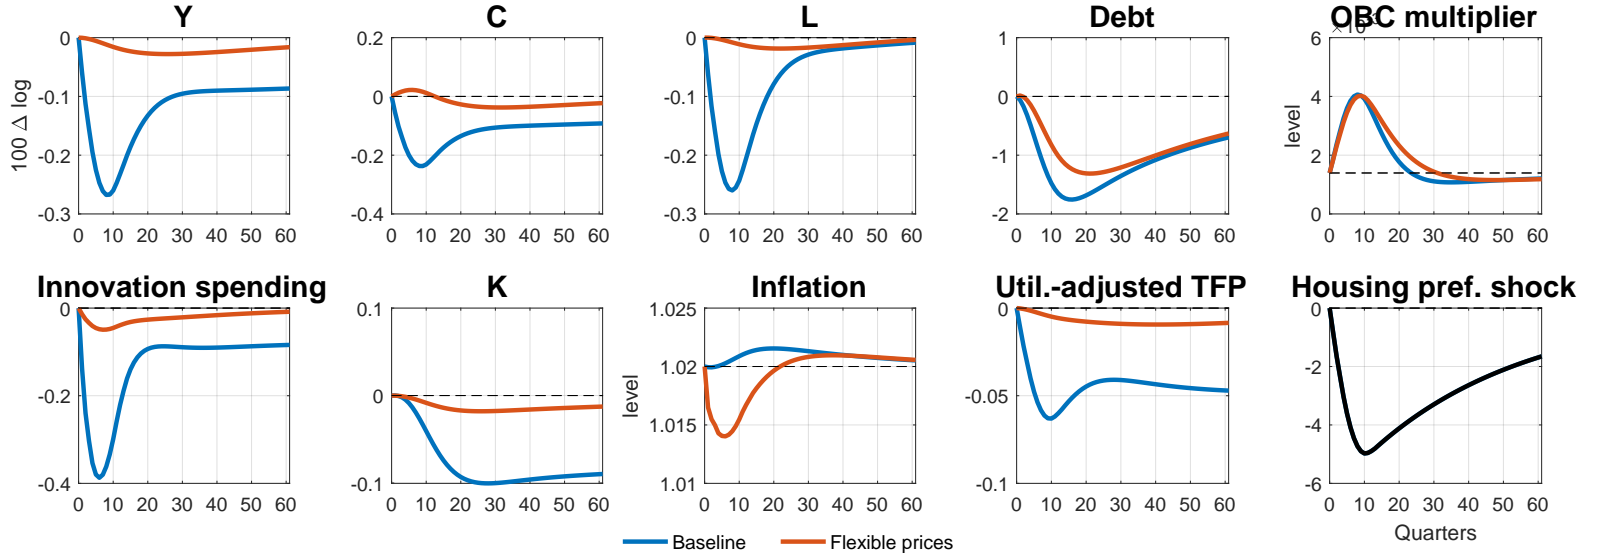 Y
C
L
Debt
OBC multiplier
100 Δ log
0
-0.1
-0.2
-0.3
0 10 20 30 40 50 60
0.2
0
-0.2
-0.4
0 10 20 30 40 50 60
0
-0.1
-0.2
-0.3
0 10 20 30 40 50 60
1
0
-1
-2
0 10 20 30 40 50 60
level
6
4
2
0
0 10 20 30 40 50 60
Innovation spending
K
Inflation
Util.-adjusted TFP
Housing pref. shock
0
-0.2
-0.4
0 10 20 30 40 50 60
0.1
0
-0.1
0 10 20 30 40 50 60
level
1.025
1.02
1.015
1.01
0 10 20 30 40 50 60
0
-0.05
-0.1
0 10 20 30 40 50 60
0
-2
-4
-6
0 10 20 30 40 50 60
Quarters
Baseline
Flexible prices